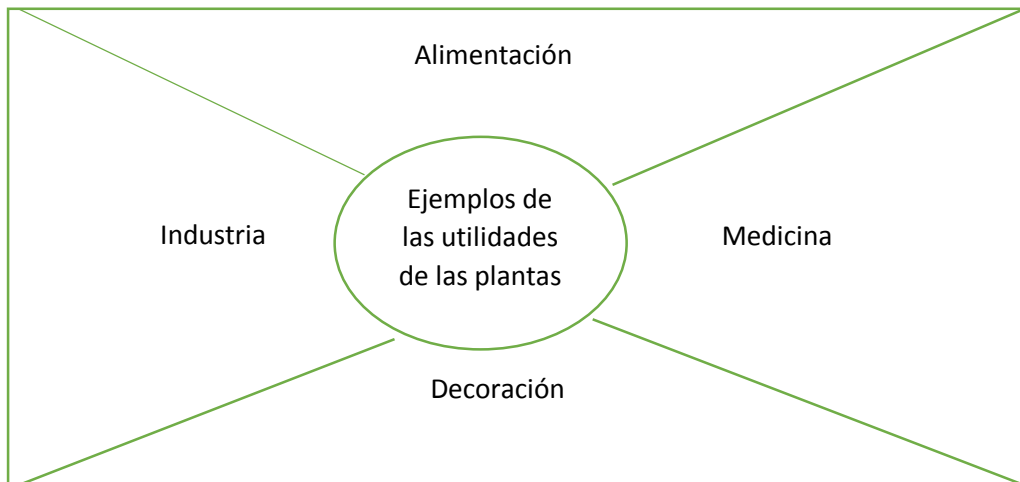 Alimentación
Ejemplos de
las utilidades
de las plantas
Industria
Medicina
Decoración